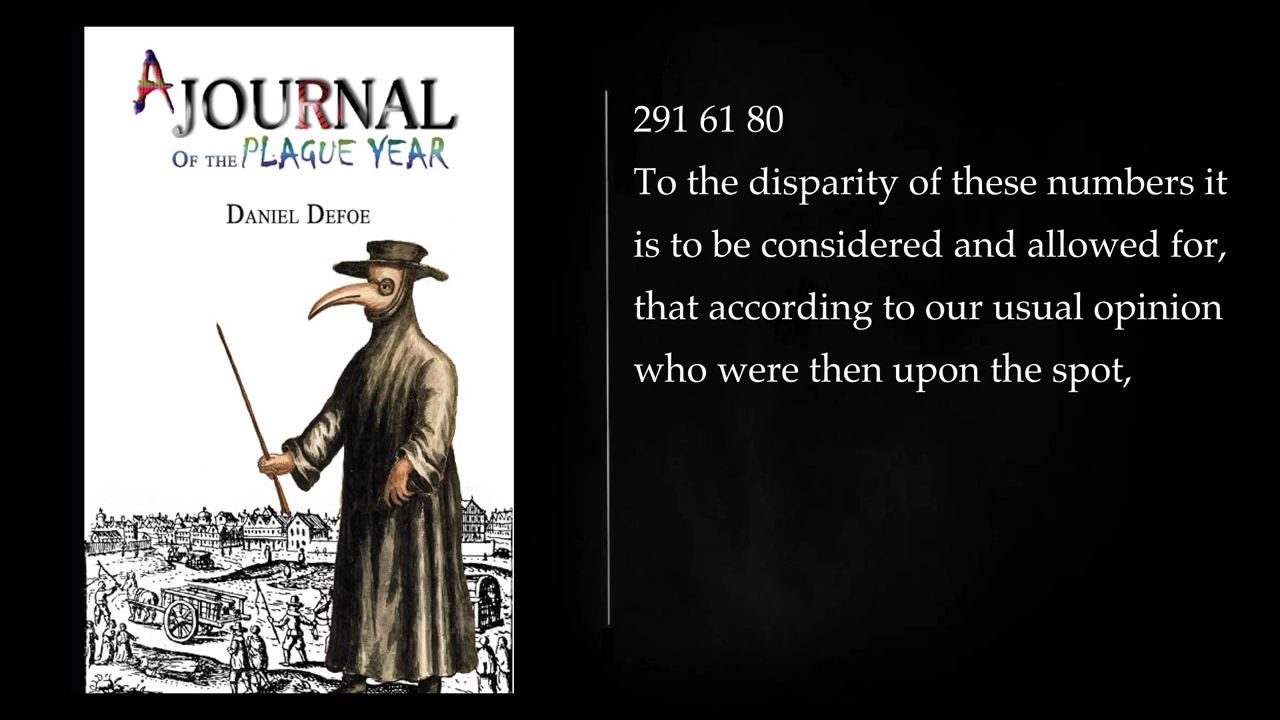 A JOURNAL
OF THE PLAGUE YEAR
DANIEL DEFOE
291 61 80
To the disparity of these numbers it
is to be considered and allowed for,
that according to our usual opinion
who were then upon the spot,